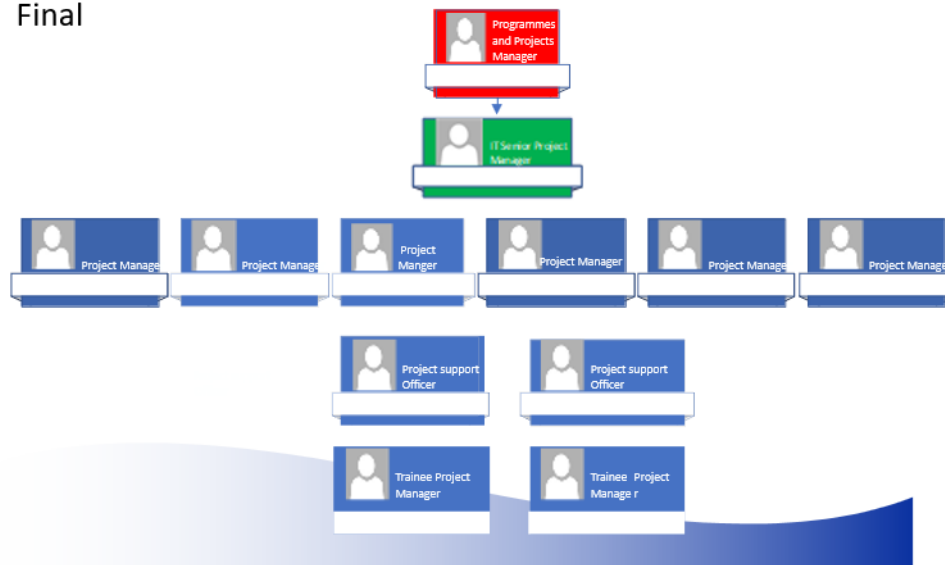 Final
Programmes
and Projects
Manager
IT Senior Project
Manager
Project Manage
Project Manage
Project
Manger
Project Manager
Project Manage
Project Manage
Project support
Officer
Project support
Officer
Trainee Project
Manager
Trainee Project
Manage r